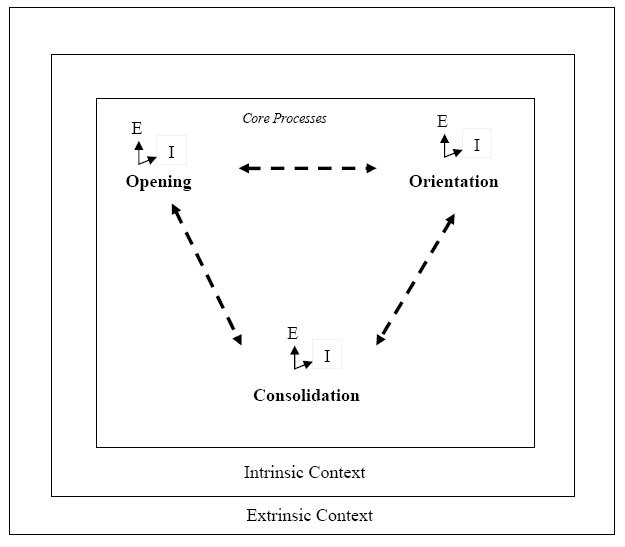 Core Processes
E
I
Opening
E
I
Orientation
E
I
Consolidation
Intrinsic Context
Extrinsic Context